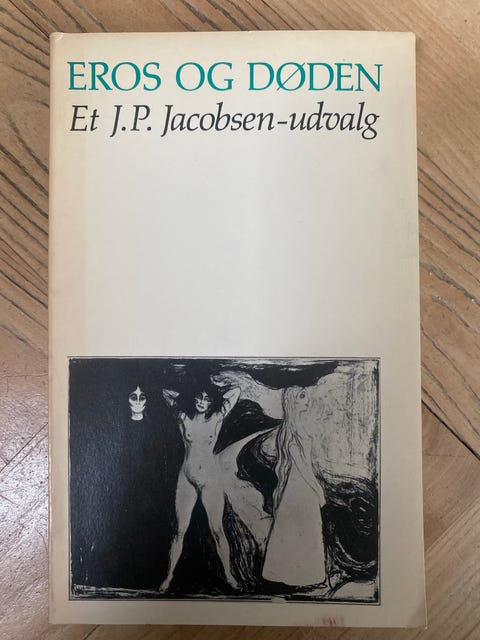 EROS OG DØDEN
Et J.P. Jacobsen-udvalg